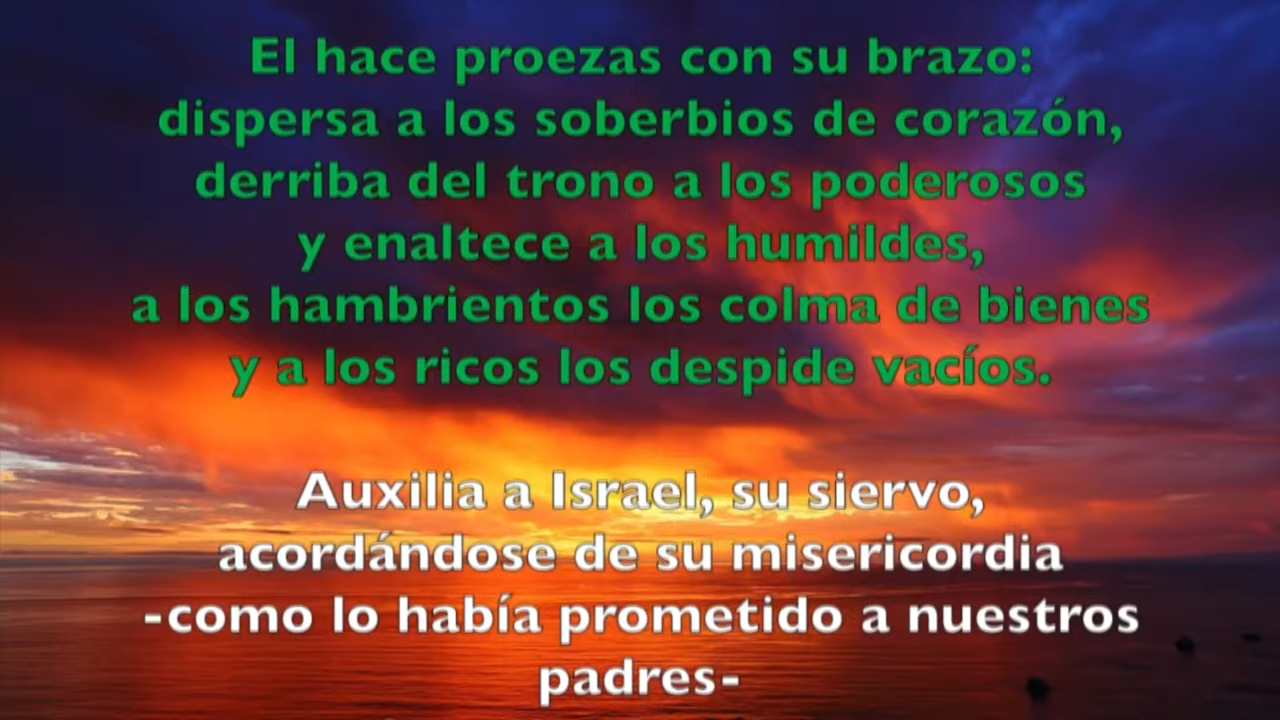 El hace proezas con su brazo:
dispersa a los soberbios de corazón,
derriba del trono a los poderosos
y enaltece a los humildes,
a los hambrientos los colma de bienes
y a los ricos los despide vacíos.
Auxilia a Israel, su siervo,
acordándose de su misericordia
-como lo había prometido a nuestros
padres-